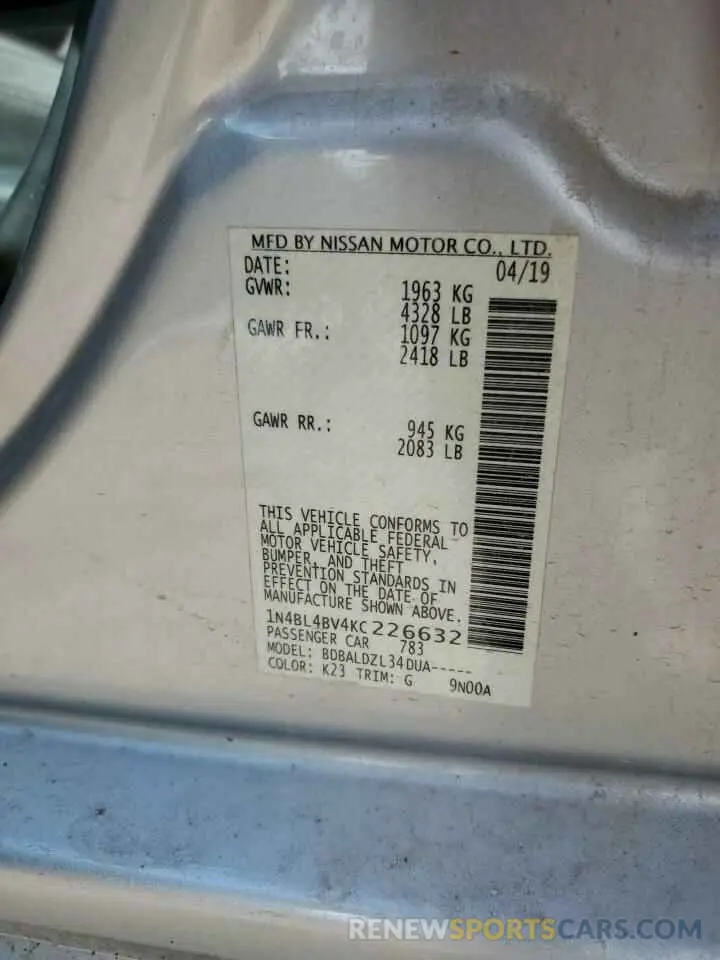 MFD BY NISSAN MOTOR CO., LTD.
DATE: 04/19
GVWR: 1963 KG
4328 LB
GAWR FR.: 1097 KG
2418 LB
GAWR RR.: 945 KG
2083 LB
THIS VEHICLE CONFORMS TO
ALL APPLICABLE FEDERAL
MOTOR VEHICLE SAFETY,
BUMPER, AND THEFT
PREVENTION STANDARDS IN
EFFECT ON THE DATE OF
MANUFACTURE SHOWN ABOVE.
1N4BL4BV4KC226632
PASSENGER CAR 783
MODEL: BDBALDZL34DUA-----
COLOR: K23 TRIM: G 9N00A
RENEWSPORTSCARS.COM